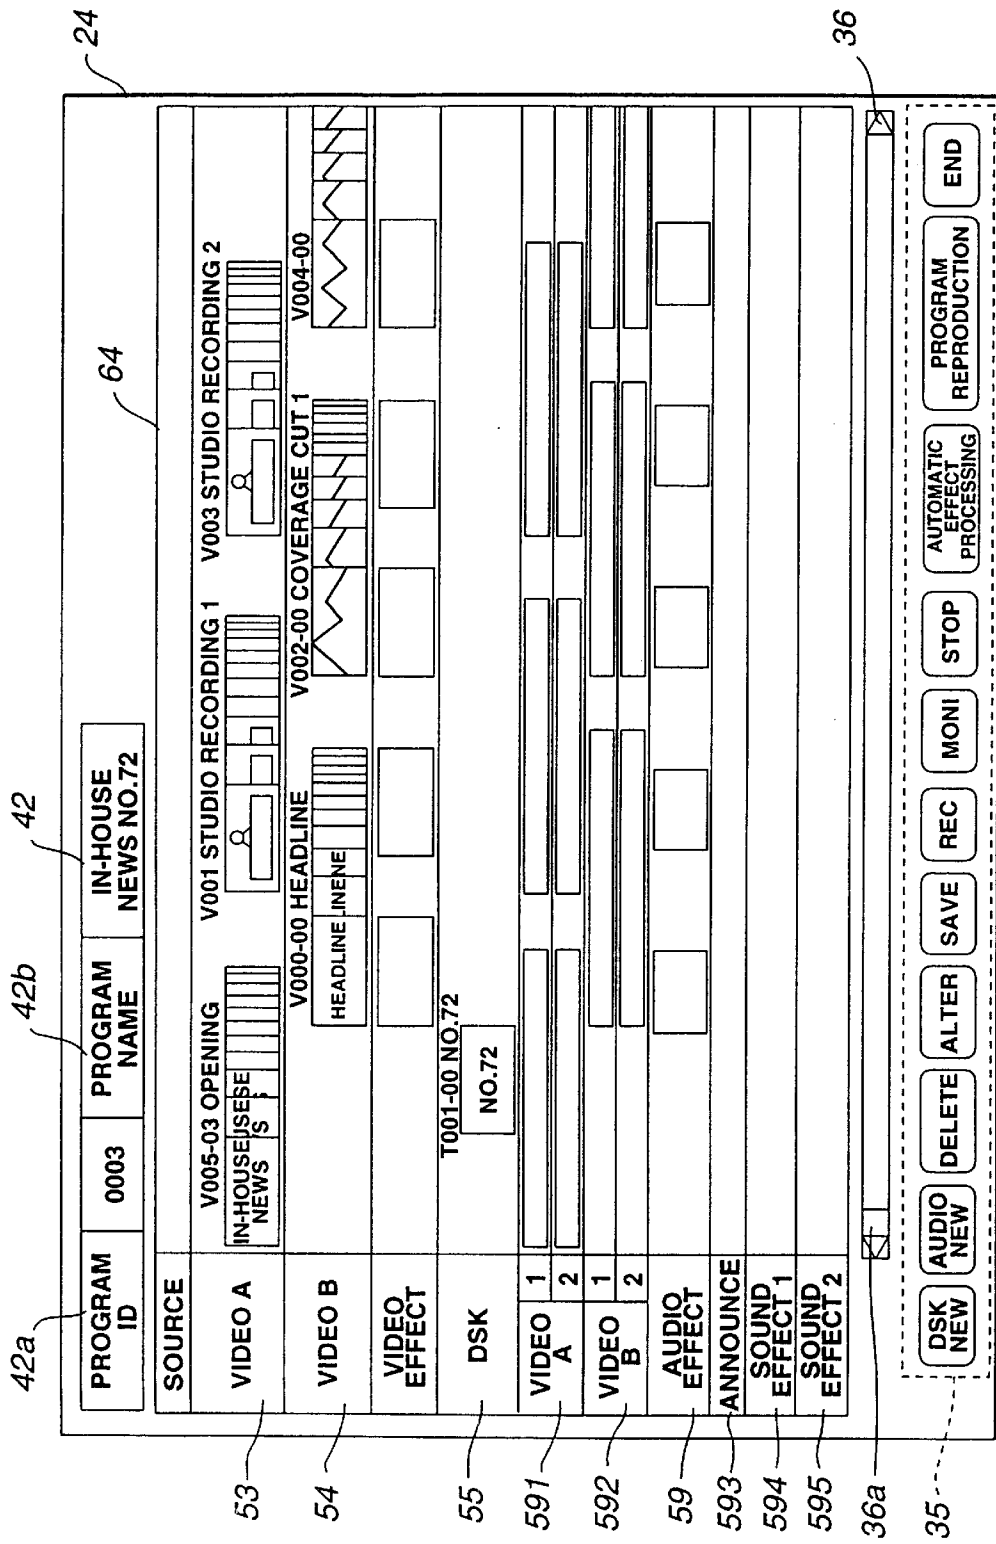 24
64
42
42b
42a
PROGRAM
ID
0003
PROGRAM
NAME
IN-HOUSE
NEWS NO.72
SOURCE
53
VIDEO A
V005-03 OPENING
IN-HOUSE
NEWS
USE
'S
SE
V001 STUDIO RECORDING 1
V003 STUDIO RECORDING 2
54
VIDEO B
V000-00 HEADLINE
HEADLINE
LINE
NE
V002-00 COVERAGE CUT 1
V004-00
VIDEO
EFFECT
55
DSK
T001-00 NO.72
NO.72
591
VIDEO
A
1
2
592
VIDEO
B
1
2
59
AUDIO
EFFECT
593
ANNOUNCE
594
SOUND
EFFECT 1
595
SOUND
EFFECT 2
36a
36
35
DSK
NEW
AUDIO
NEW
DELETE
ALTER
SAVE
REC
MONI
STOP
AUTOMATIC
EFFECT
PROCESSING
PROGRAM
REPRODUCTION
END